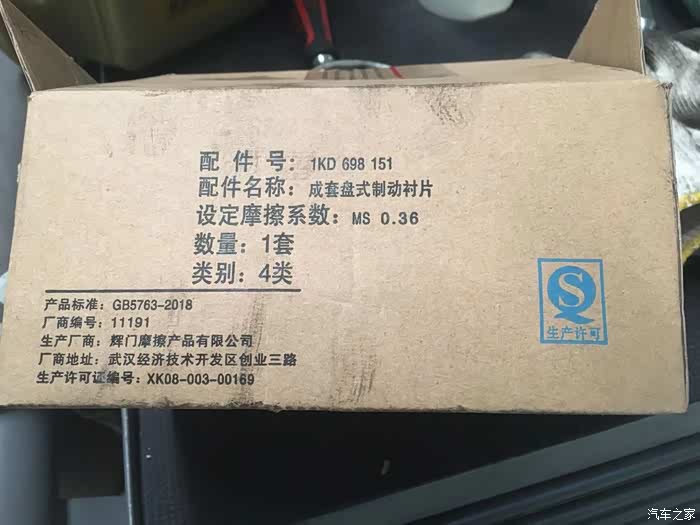 配 件 号: 1KD 698 151
配件名称: 成套盘式制动衬片
设定摩擦系数: MS 0.36
数量: 1套
类别: 4类
产品标准: GB5763-2018
厂商编号: 11191
生产厂商: 辉门摩擦产品有限公司
厂商地址: 武汉经济技术开发区创业三路
生产许可证编号: XK08-003-00169
S
生产许可
汽车之家